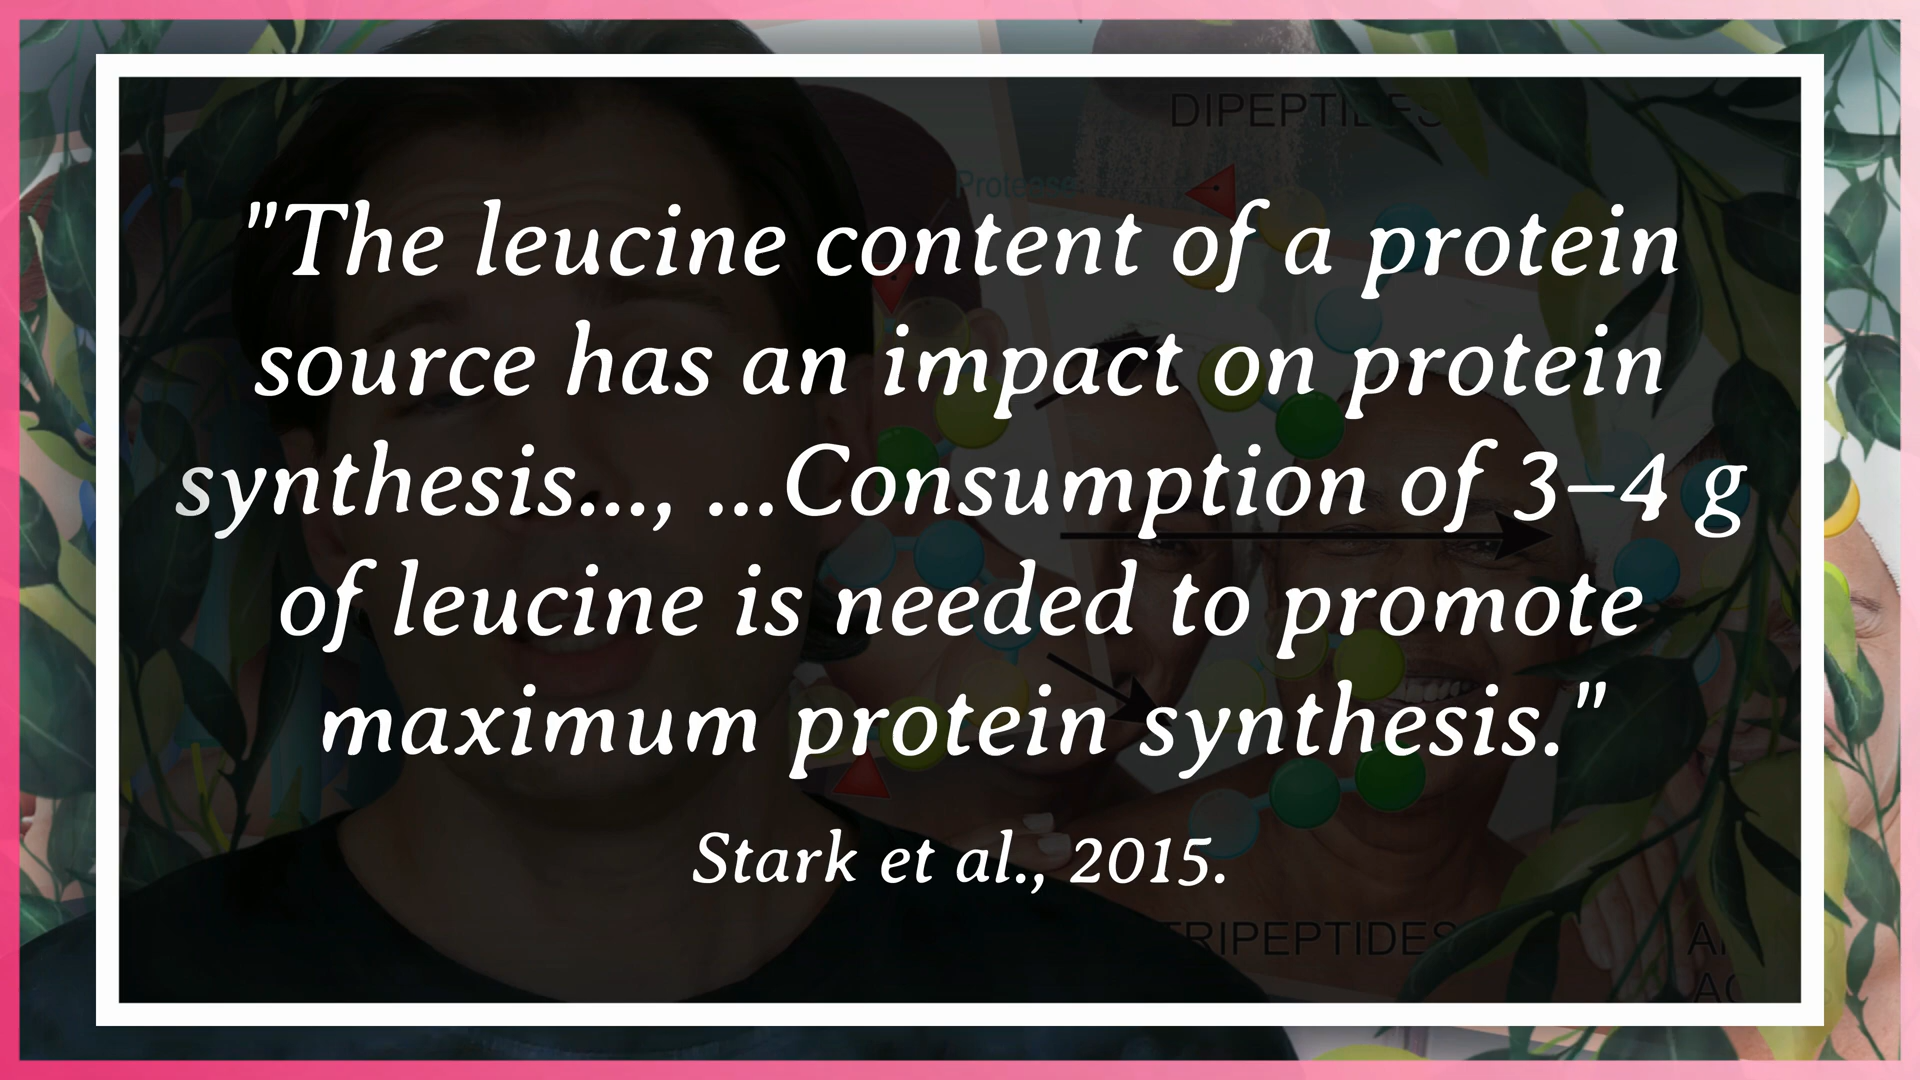 DIPEPTIDES
Protease
"The leucine content of a protein
source has an impact on protein
synthesis..., ...Consumption of 3–4 g
of leucine is needed to promote
maximum protein synthesis."
Stark et al., 2015.
TRIPEPTIDES